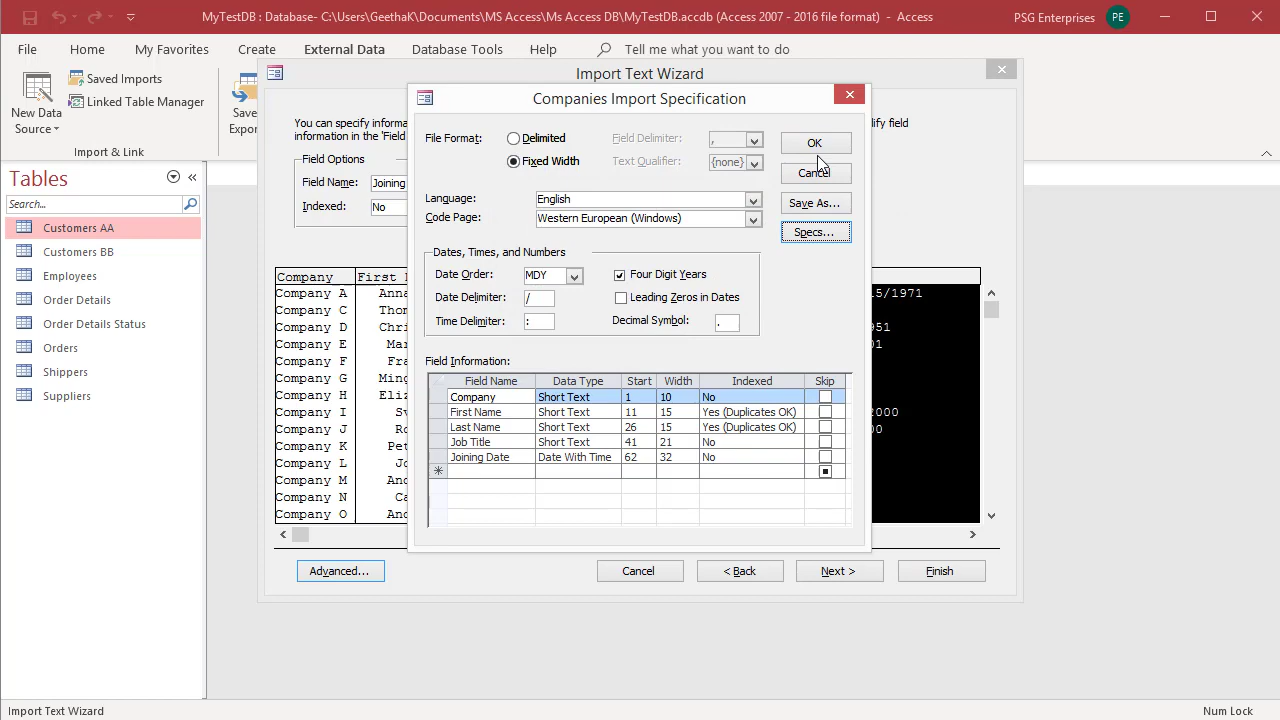 MyTestDB : Database- C:\Users\GeethaK\Documents\MS Access\Ms Access DB\MyTestDB.accdb (Access 2007 - 2016 file format) - Access
PSG Enterprises
PE
File
Home
My Favorites
Create
External Data
Database Tools
Help
Tell me what you want to do
New Data
Source
Saved Imports
Linked Table Manager
Import & Link
Tables
Search...
Customers AA
Customers BB
Employees
Order Details
Order Details Status
Orders
Shippers
Suppliers
Import Text Wizard
You can specify informa
information in the 'Field
Field Options
Field Name:
Joining
Indexed:
No
Company
First
Company A
Anna
Company C
Thom
Company D
Chri
Company E
Mar
Company F
Fra
Company G
Ming
Company H
Eliz
Company I
Sv
Company J
Ro
Company K
Pet
Company L
Jo
Company M
And
Company N
Ca
Company O
And
5/1971
951
01
2000
00
Advanced...
Cancel
< Back
Next >
Finish
Companies Import Specification
File Format:
Delimited
Fixed Width
Field Delimiter:
,
Text Qualifier:
{none}
OK
Cancel
Save As...
Specs...
Language:
English
Code Page:
Western European (Windows)
Dates, Times, and Numbers
Date Order:
MDY
Four Digit Years
Date Delimiter:
/
Leading Zeros in Dates
Time Delimiter:
:
Decimal Symbol:
.
Field Information:
Field Name Data Type Start Width Indexed Skip
Company Short Text 1 10 No
First Name Short Text 11 15 Yes (Duplicates OK)
Last Name Short Text 26 15 Yes (Duplicates OK)
Job Title Short Text 41 21 No
Joining Date Date With Time 62 32 No
Import Text Wizard
Num Lock